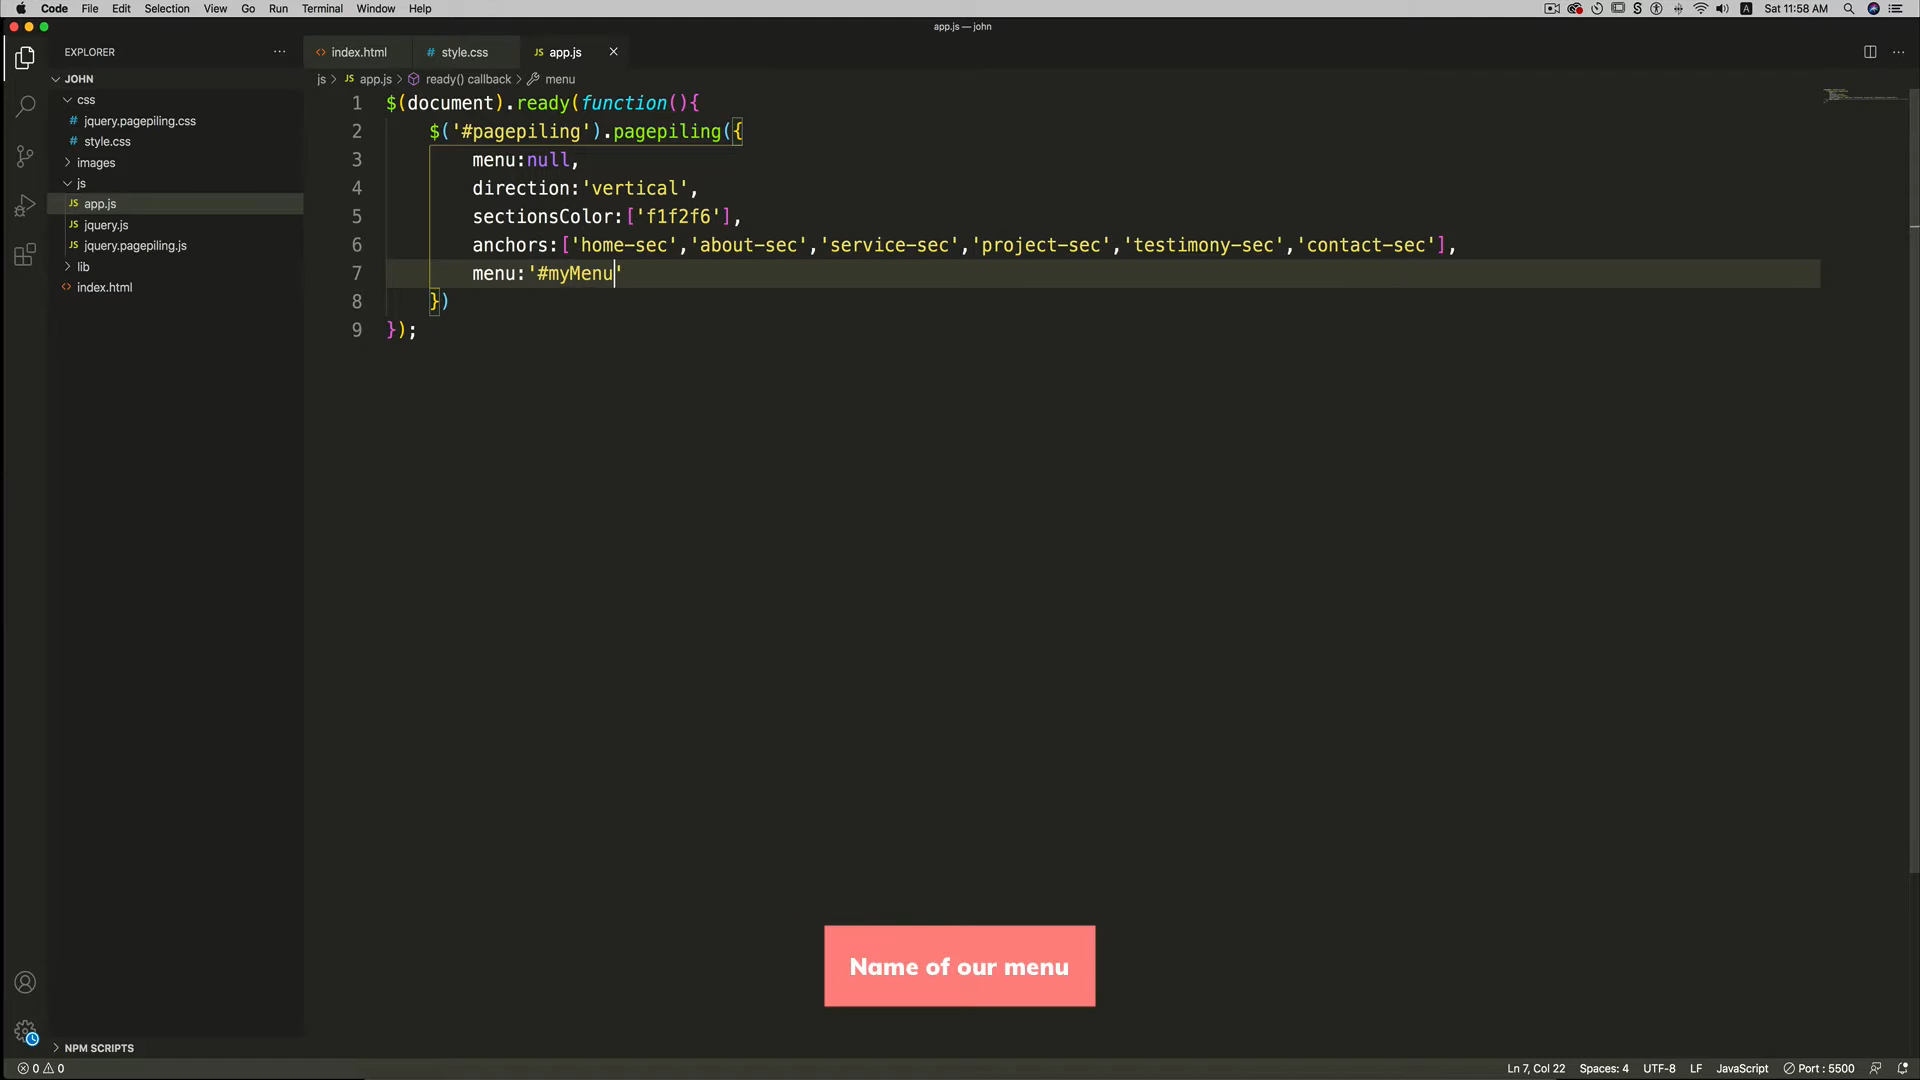 Code File Edit Selection View Go Run Terminal Window Help
Sat 11:58 AM
app.js — john
EXPLORER
index.html
style.css
JS app.js
JOHN
js > JS app.js > ready() callback > menu
css
# jquery.pagepiling.css
# style.css
images
js
JS app.js
JS jquery.js
JS jquery.pagepiling.js
lib
index.html
1 $(document).ready(function(){
2 $('#pagepiling').pagepiling({
3 menu:null,
4 direction:'vertical',
5 sectionsColor:['f1f2f6'],
6 anchors:['home-sec','about-sec','service-sec','project-sec','testimony-sec','contact-sec'],
7 menu:'#myMenu'
8 })
9 });
Name of our menu
NPM SCRIPTS
0 0
Ln 7, Col 22 Spaces: 4 UTF-8 LF JavaScript Port : 5500